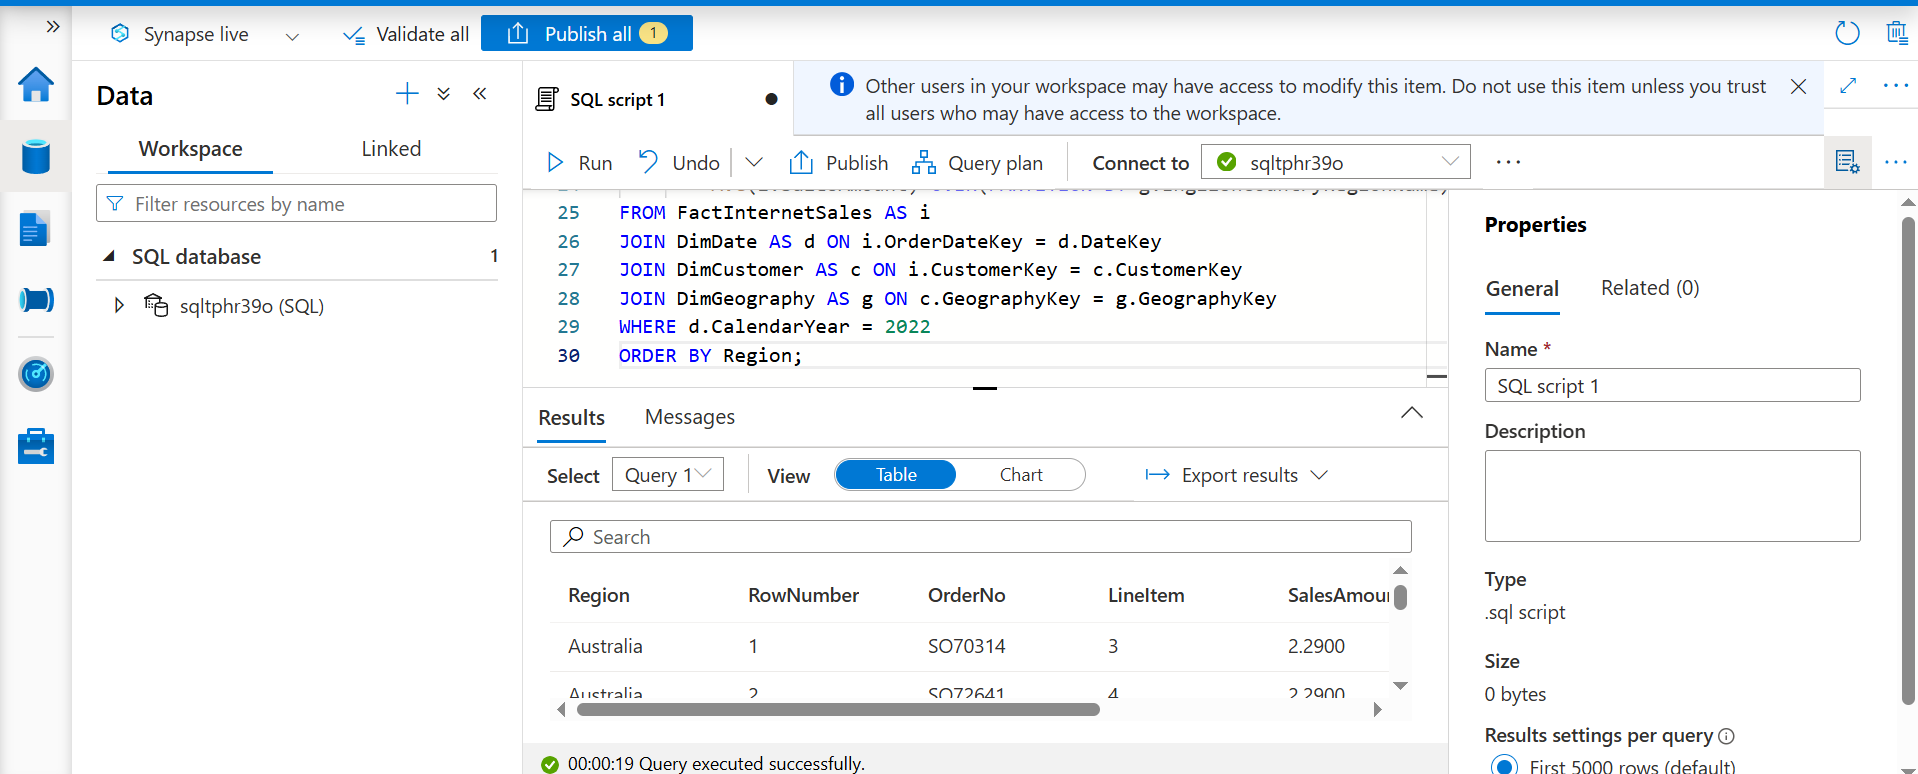 Synapse live
Validate all
Publish all 1
Data
Workspace
Linked
Filter resources by name
SQL database 1
sqltphr39o (SQL)
SQL script 1
Other users in your workspace may have access to modify this item. Do not use this item unless you trust
all users who may have access to the workspace.
Run
Undo
Publish
Query plan
Connect to
sqltphr39o
25 FROM FactInternetSales AS i
26 JOIN DimDate AS d ON i.OrderDateKey = d.DateKey
27 JOIN DimCustomer AS c ON i.CustomerKey = c.CustomerKey
28 JOIN DimGeography AS g ON c.GeographyKey = g.GeographyKey
29 WHERE d.CalendarYear = 2022
30 ORDER BY Region;
Results
Messages
Select
Query 1
View
Table
Chart
Export results
Search
Region RowNumber OrderNo LineItem SalesAmou
Australia 1 SO70314 3 2.2900
Australia 2 SO72641 4 2.2900
00:00:19 Query executed successfully.
Properties
General
Related (0)
Name *
SQL script 1
Description
Type
.sql script
Size
0 bytes
Results settings per query
First 5000 rows (default)